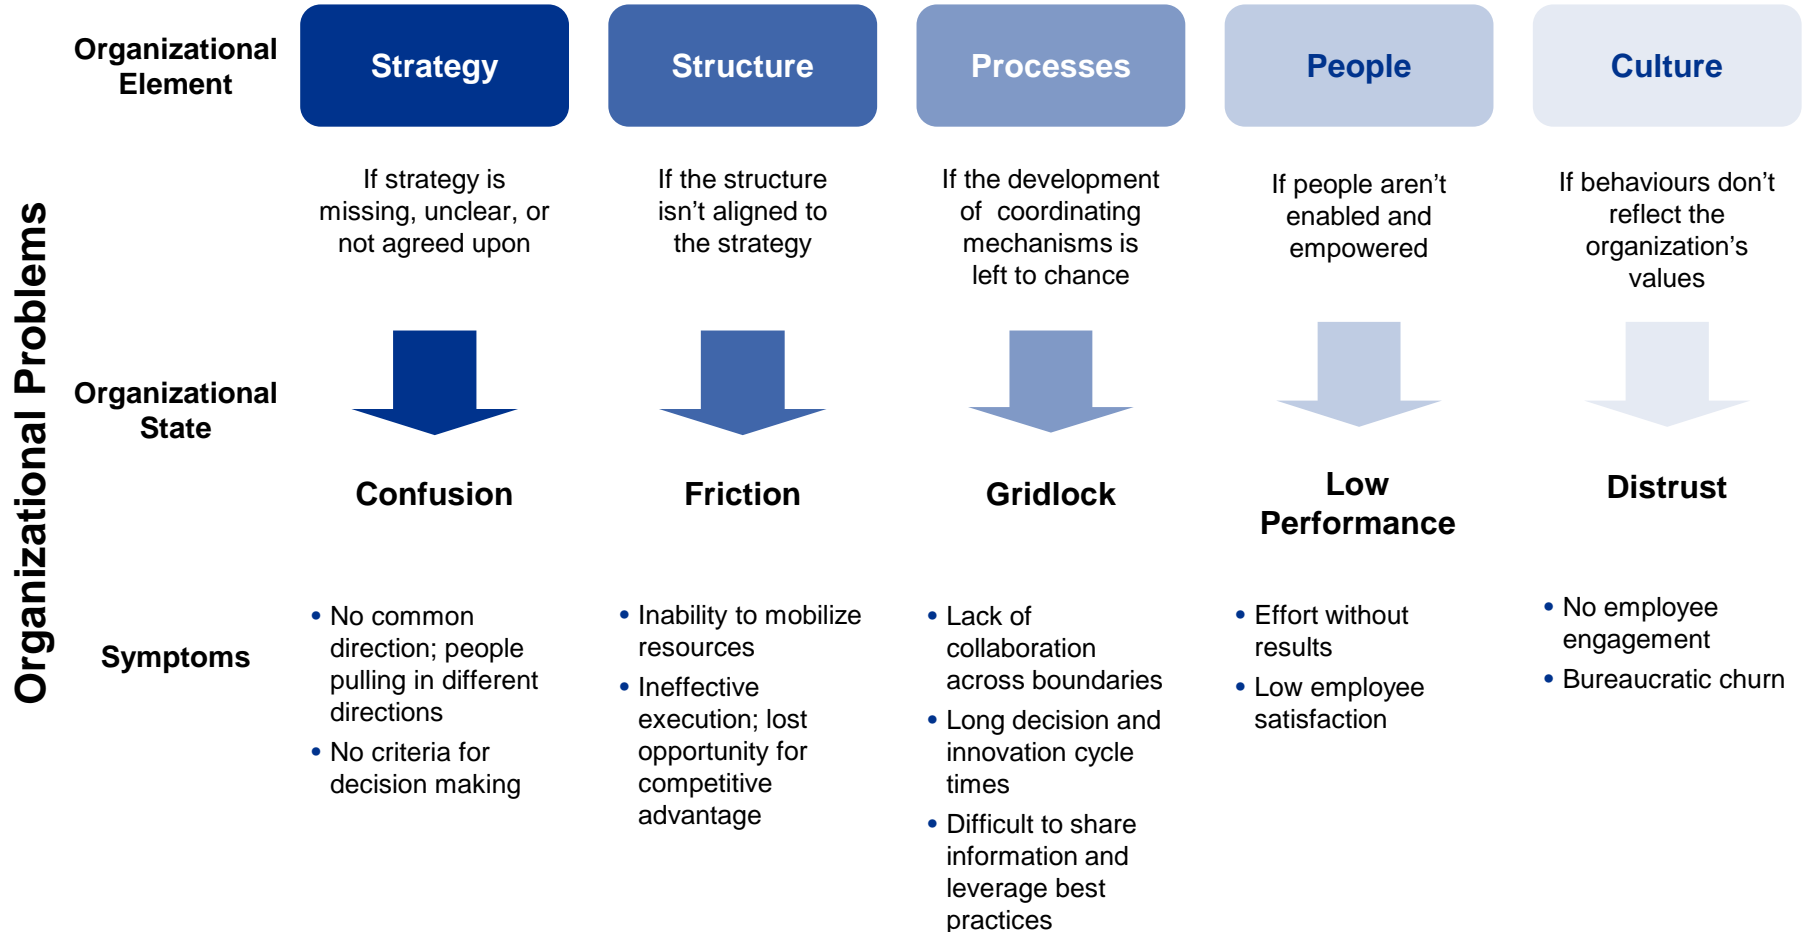 Organizational Problems
Organizational
Element
Strategy
Structure
Processes
People
Culture
If strategy is
missing, unclear, or
not agreed upon
If the structure
isn’t aligned to
the strategy
If the development
of  coordinating
mechanisms is
left to chance
If people aren’t
enabled and
empowered
If behaviours don’t
reflect the
organization’s
values
Organizational
State
Confusion
Friction
Gridlock
Low
Performance
Distrust
Symptoms
• No common
direction; people
pulling in different
directions
• No criteria for
decision making
• Inability to mobilize
resources
• Ineffective
execution; lost
opportunity for
competitive
advantage
• Lack of
collaboration
across boundaries
• Long decision and
innovation cycle
times
• Difficult to share
information and
leverage best
practices
• Effort without
results
• Low employee
satisfaction
• No employee
engagement
• Bureaucratic churn